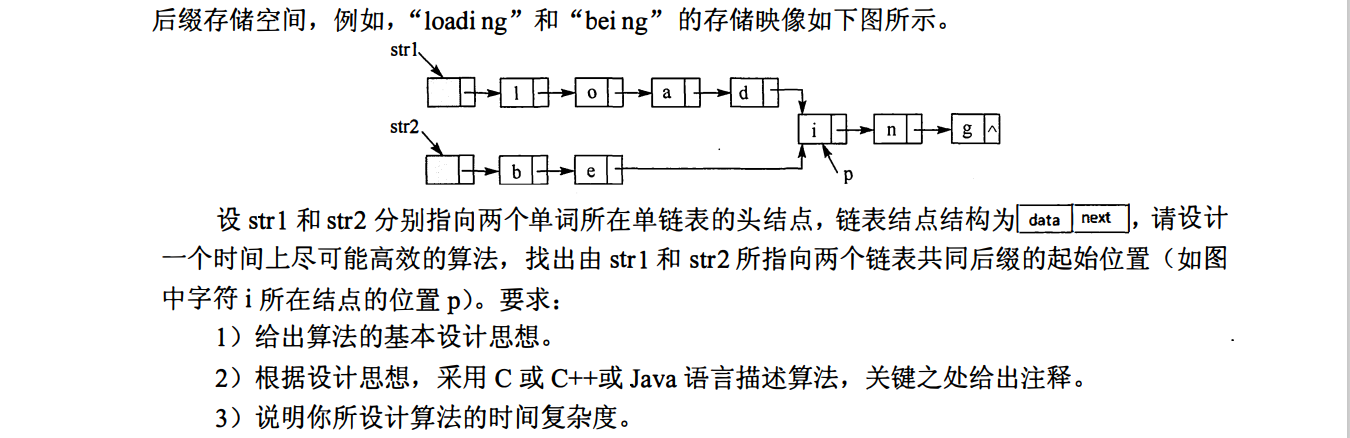 后缀存储空间，例如，“loading”和“being”的存储映像如下图所示。
str1
l o a d
str2
i n g ^
b e
p
设 str1 和 str2 分别指向两个单词所在单链表的头结点，链表结点结构为 data next ，请设计
一个时间上尽可能高效的算法，找出由 str1 和 str2 所指向两个链表共同后缀的起始位置（如图
中字符 i 所在结点的位置 p）。要求：
1）给出算法的基本设计思想。
2）根据设计思想，采用 C 或 C++或 Java 语言描述算法，关键之处给出注释。
3）说明你所设计算法的时间复杂度。